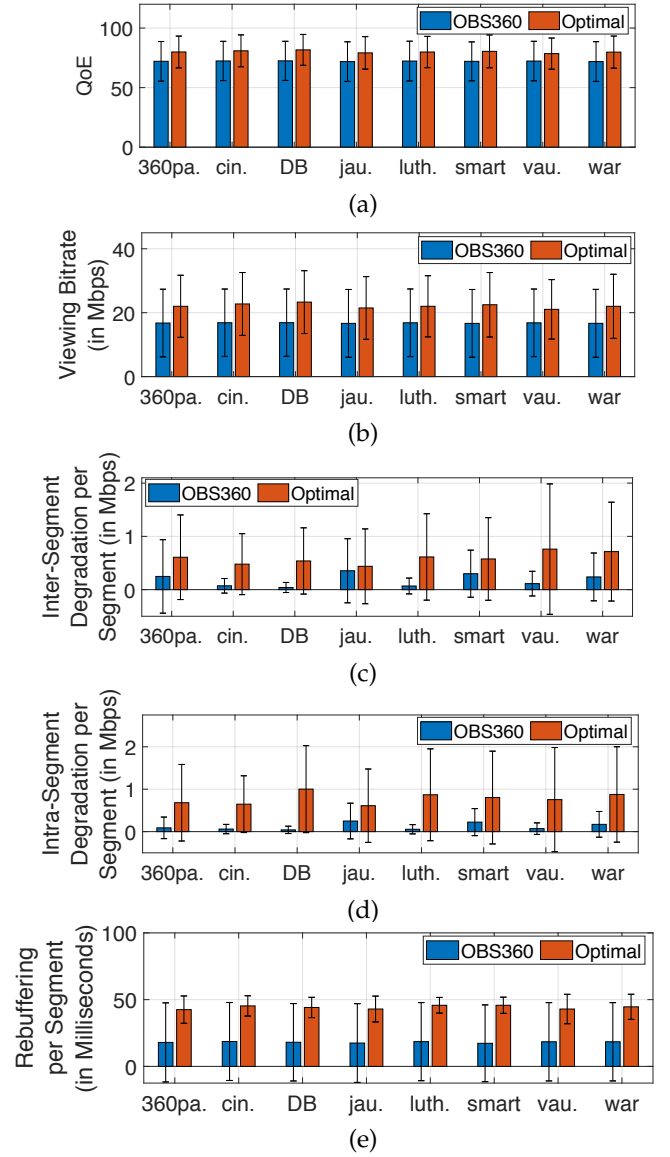 OBS360 Optimal
100
50
0
QoE
360pa. cin. DB jau. luth. smart vau. war
(a)
OBS360 Optimal
40
20
0
Viewing Bitrate
(in Mbps)
360pa. cin. DB jau. luth. smart vau. war
(b)
OBS360 Optimal
2
1
0
Inter-Segment
Degradation per
Segment (in Mbps)
360pa. cin. DB jau. luth. smart vau. war
(c)
OBS360 Optimal
2
1
0
Intra-Segment
Degradation per
Segment (in Mbps)
360pa. cin. DB jau. luth. smart vau. war
(d)
OBS360 Optimal
100
50
0
Rebuffering
per Segment
(in Milliseconds)
360pa. cin. DB jau. luth. smart vau. war
(e)